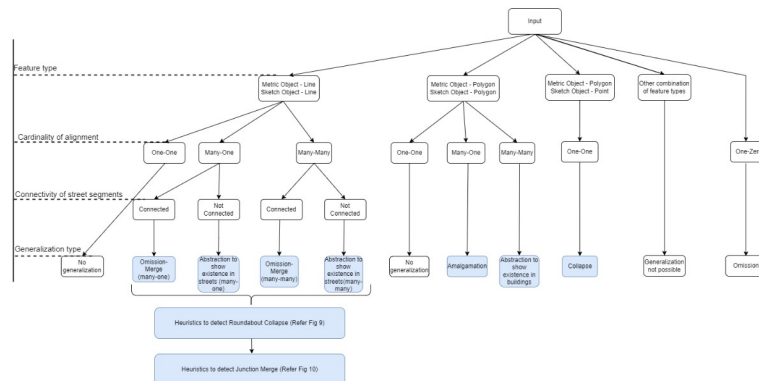 Input
Feature type
Metric Object - Line
Sketch Object - Line
Metric Object - Polygon
Sketch Object - Polygon
Metric Object - Polygon
Sketch Object - Point
Other combination
of feature types
Cardinality of alignment
One-One
Many-One
Many-Many
One-One
Many-One
Many-Many
One-One
One-Zer
Connectivity of street segments
Connected
Not
Connected
Connected
Not
Connected
Generalization type
No
generalization
Omission-
Merge
(many-one)
Abstraction to
show
existence in
streets (many-
one)
Omission-
Merge
(many-many)
Abstraction to
show
existence in
streets(many-
many)
No
generalization
Amalgamation
Abstraction to
show
existence in
buildings
Collapse
Generalization
not possible
Omission
Heuristics to detect Roundabout Collapse (Refer Fig 9)
Heuristics to detect Junction Merge (Refer Fig 10)